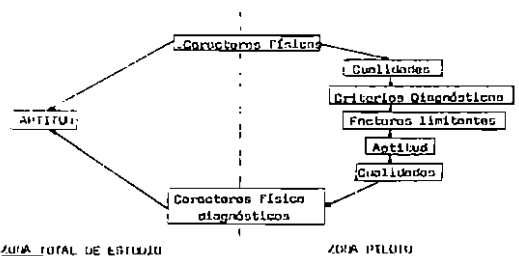 .Caracteres Físicos
Cualidades
Criterios Diagnósticos
Factores limitantes
APTITUD
Aptitud
Cualidades
Caracteres Físico
diagnósticos
ZONA TOTAL DE ESTUDIO
ZONA PILOTO